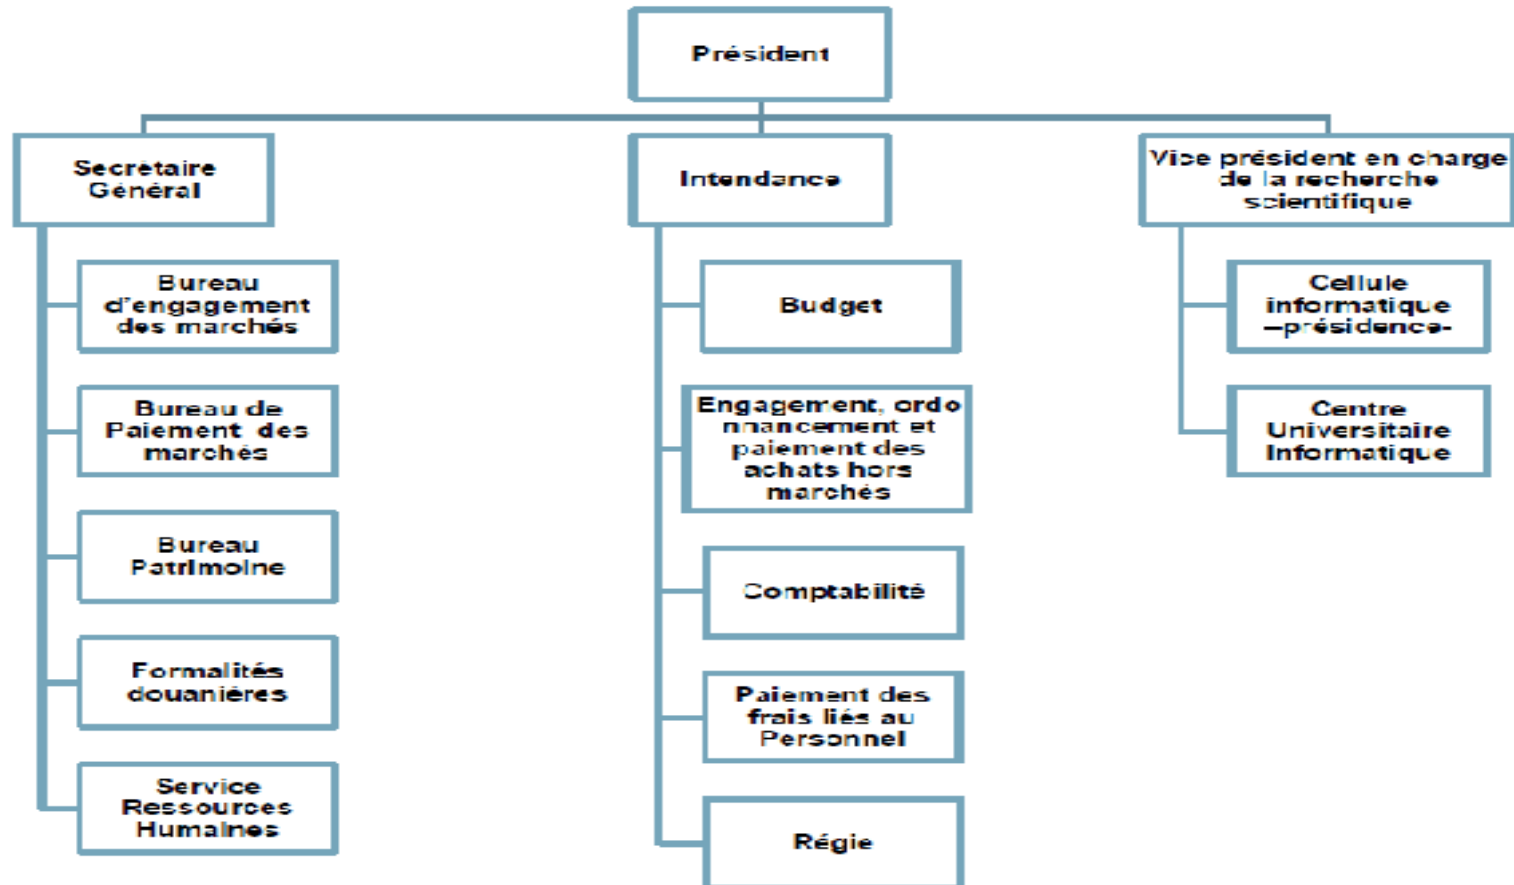 Président
Secrétaire
Général
Intendance
Vice président en charge
de la recherche
scientifique
Bureau
d'engagement
des marchés
Bureau de
Paiement des
marchés
Bureau
Patrimoine
Formalités
douanières
Service
Ressources
Humaines
Budget
Engagement, ordo
nnancement et
paiement des
achats hors
marchés
Comptabilité
Paiement des
frais liés au
Personnel
Régie
Cellule
informatique
–présidence-
Centre
Universitaire
Informatique